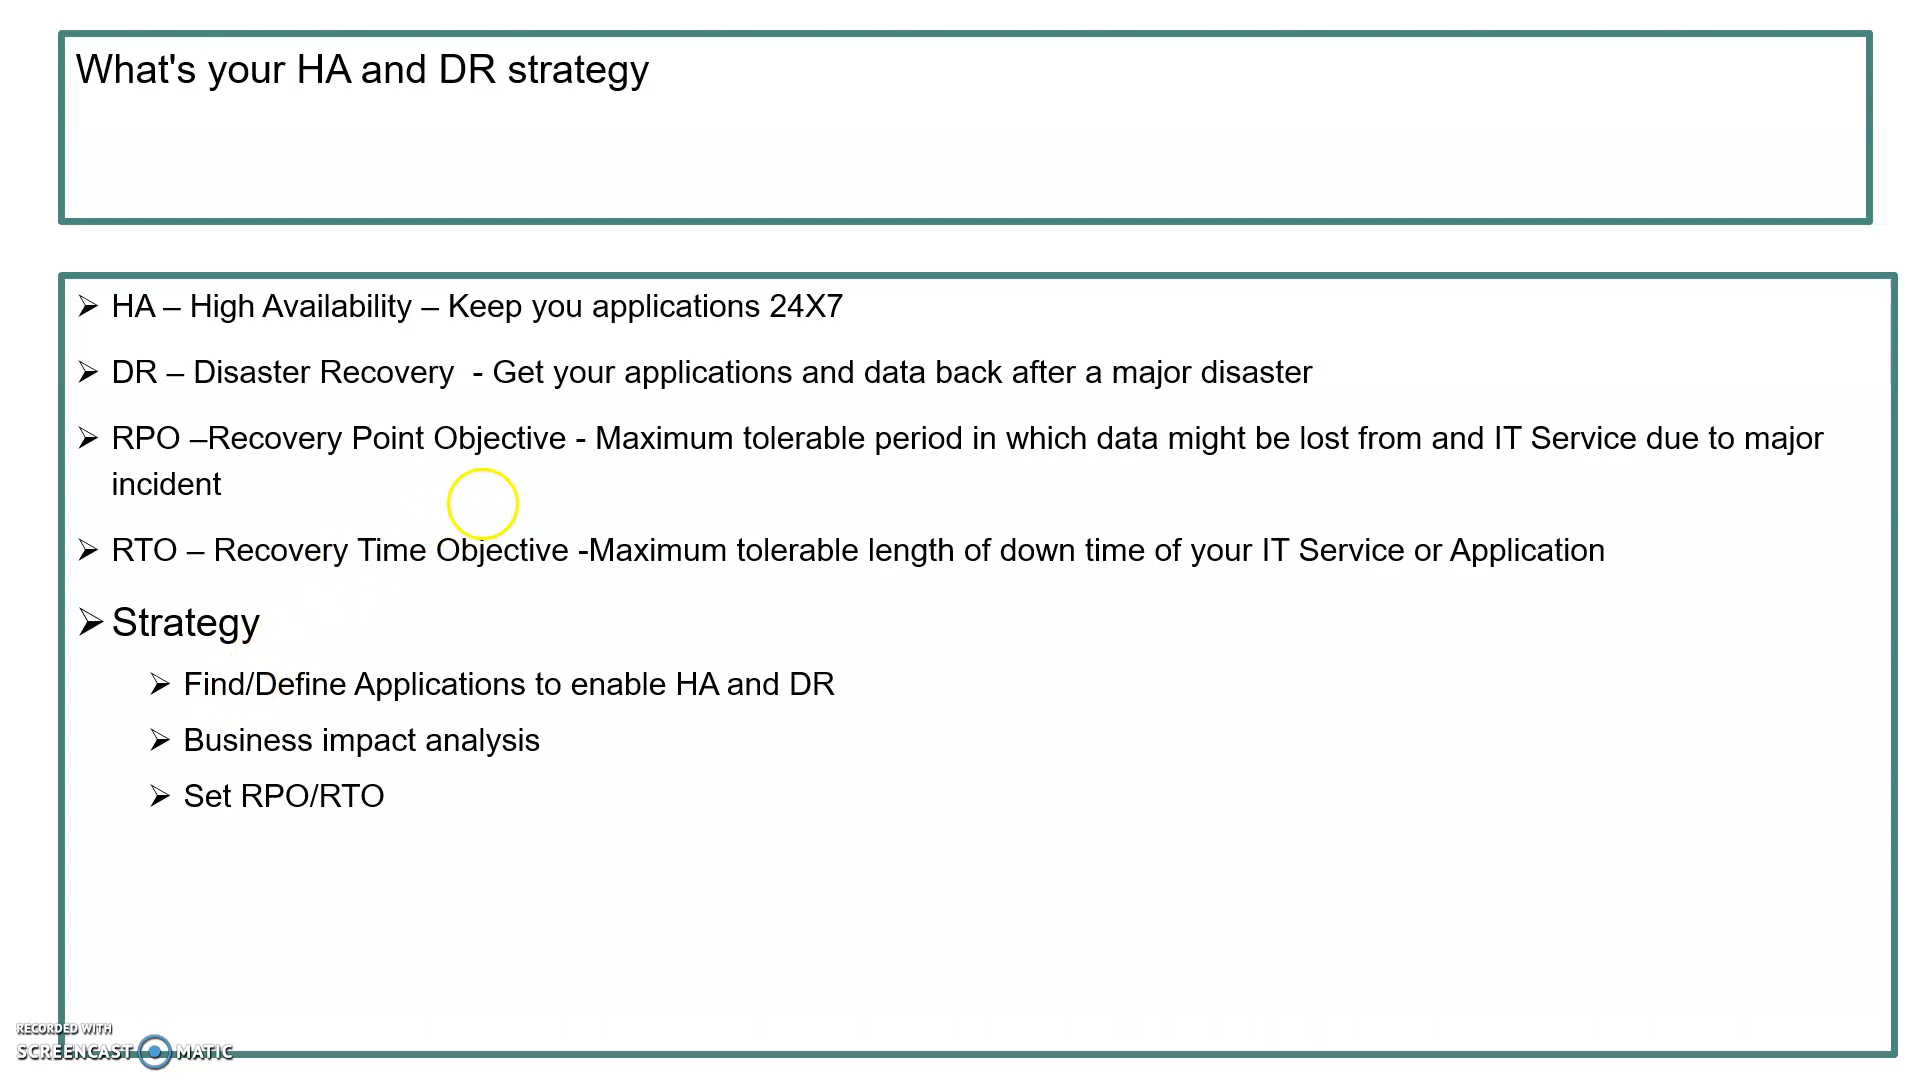 What's your HA and DR strategy
HA – High Availability – Keep you applications 24X7
DR – Disaster Recovery  - Get your applications and data back after a major disaster
RPO –Recovery Point Objective - Maximum tolerable period in which data might be lost from and IT Service due to major
incident
RTO – Recovery Time Objective -Maximum tolerable length of down time of your IT Service or Application
Strategy
Find/Define Applications to enable HA and DR
Business impact analysis
Set RPO/RTO
RECORDED WITH
SCREENCAST MATIC